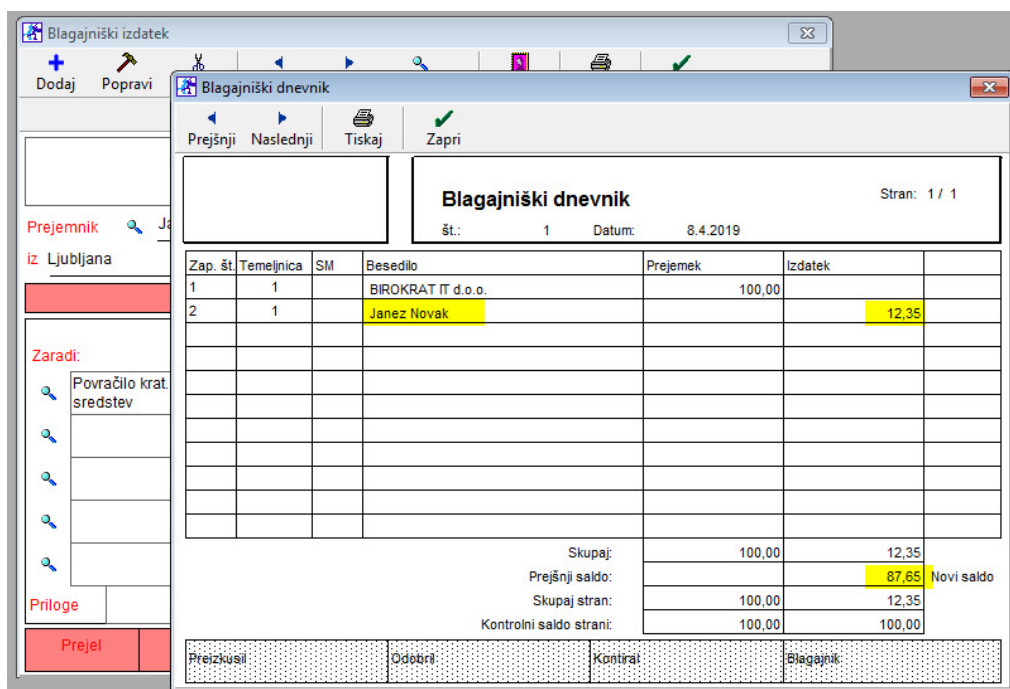 Blagajniški izdatek
Dodaj Popravi
Blagajniški dnevnik
Prejšnji Naslednji Tiskaj Zapri
Blagajniški dnevnik
Stran: 1 / 1
št.: 1 Datum: 8.4.2019
Prejemnik
iz Ljubljana
Zap. št. Temeljnica SM Besedilo Prejemek Izdatek
1 1 BIROKRAT IT d.o.o. 100,00
2 1 Janez Novak 12,35
Zaradi:
Povračilo krat.
sredstev
Skupaj: 100,00 12,35
Prejšnji saldo: 87,65 Novi saldo
Skupaj stran: 100,00 12,35
Kontrolni saldo strani: 100,00 100,00
Priloge
Prejel
Preizkusil: Odobril: Kontiral: Blagajnik: